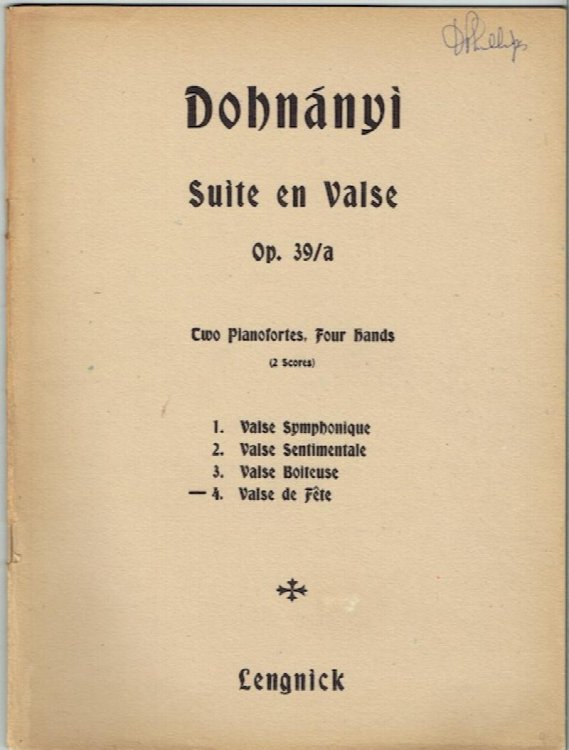 D Phillips
Dohnányi
Suite en Valse
Op. 39/a
Two Pianofortes, Four Hands
(2 Scores)
1. Valse Symphonique
2. Valse Sentimentale
3. Valse Boiteuse
— 4. Valse de Fête
Lengnick